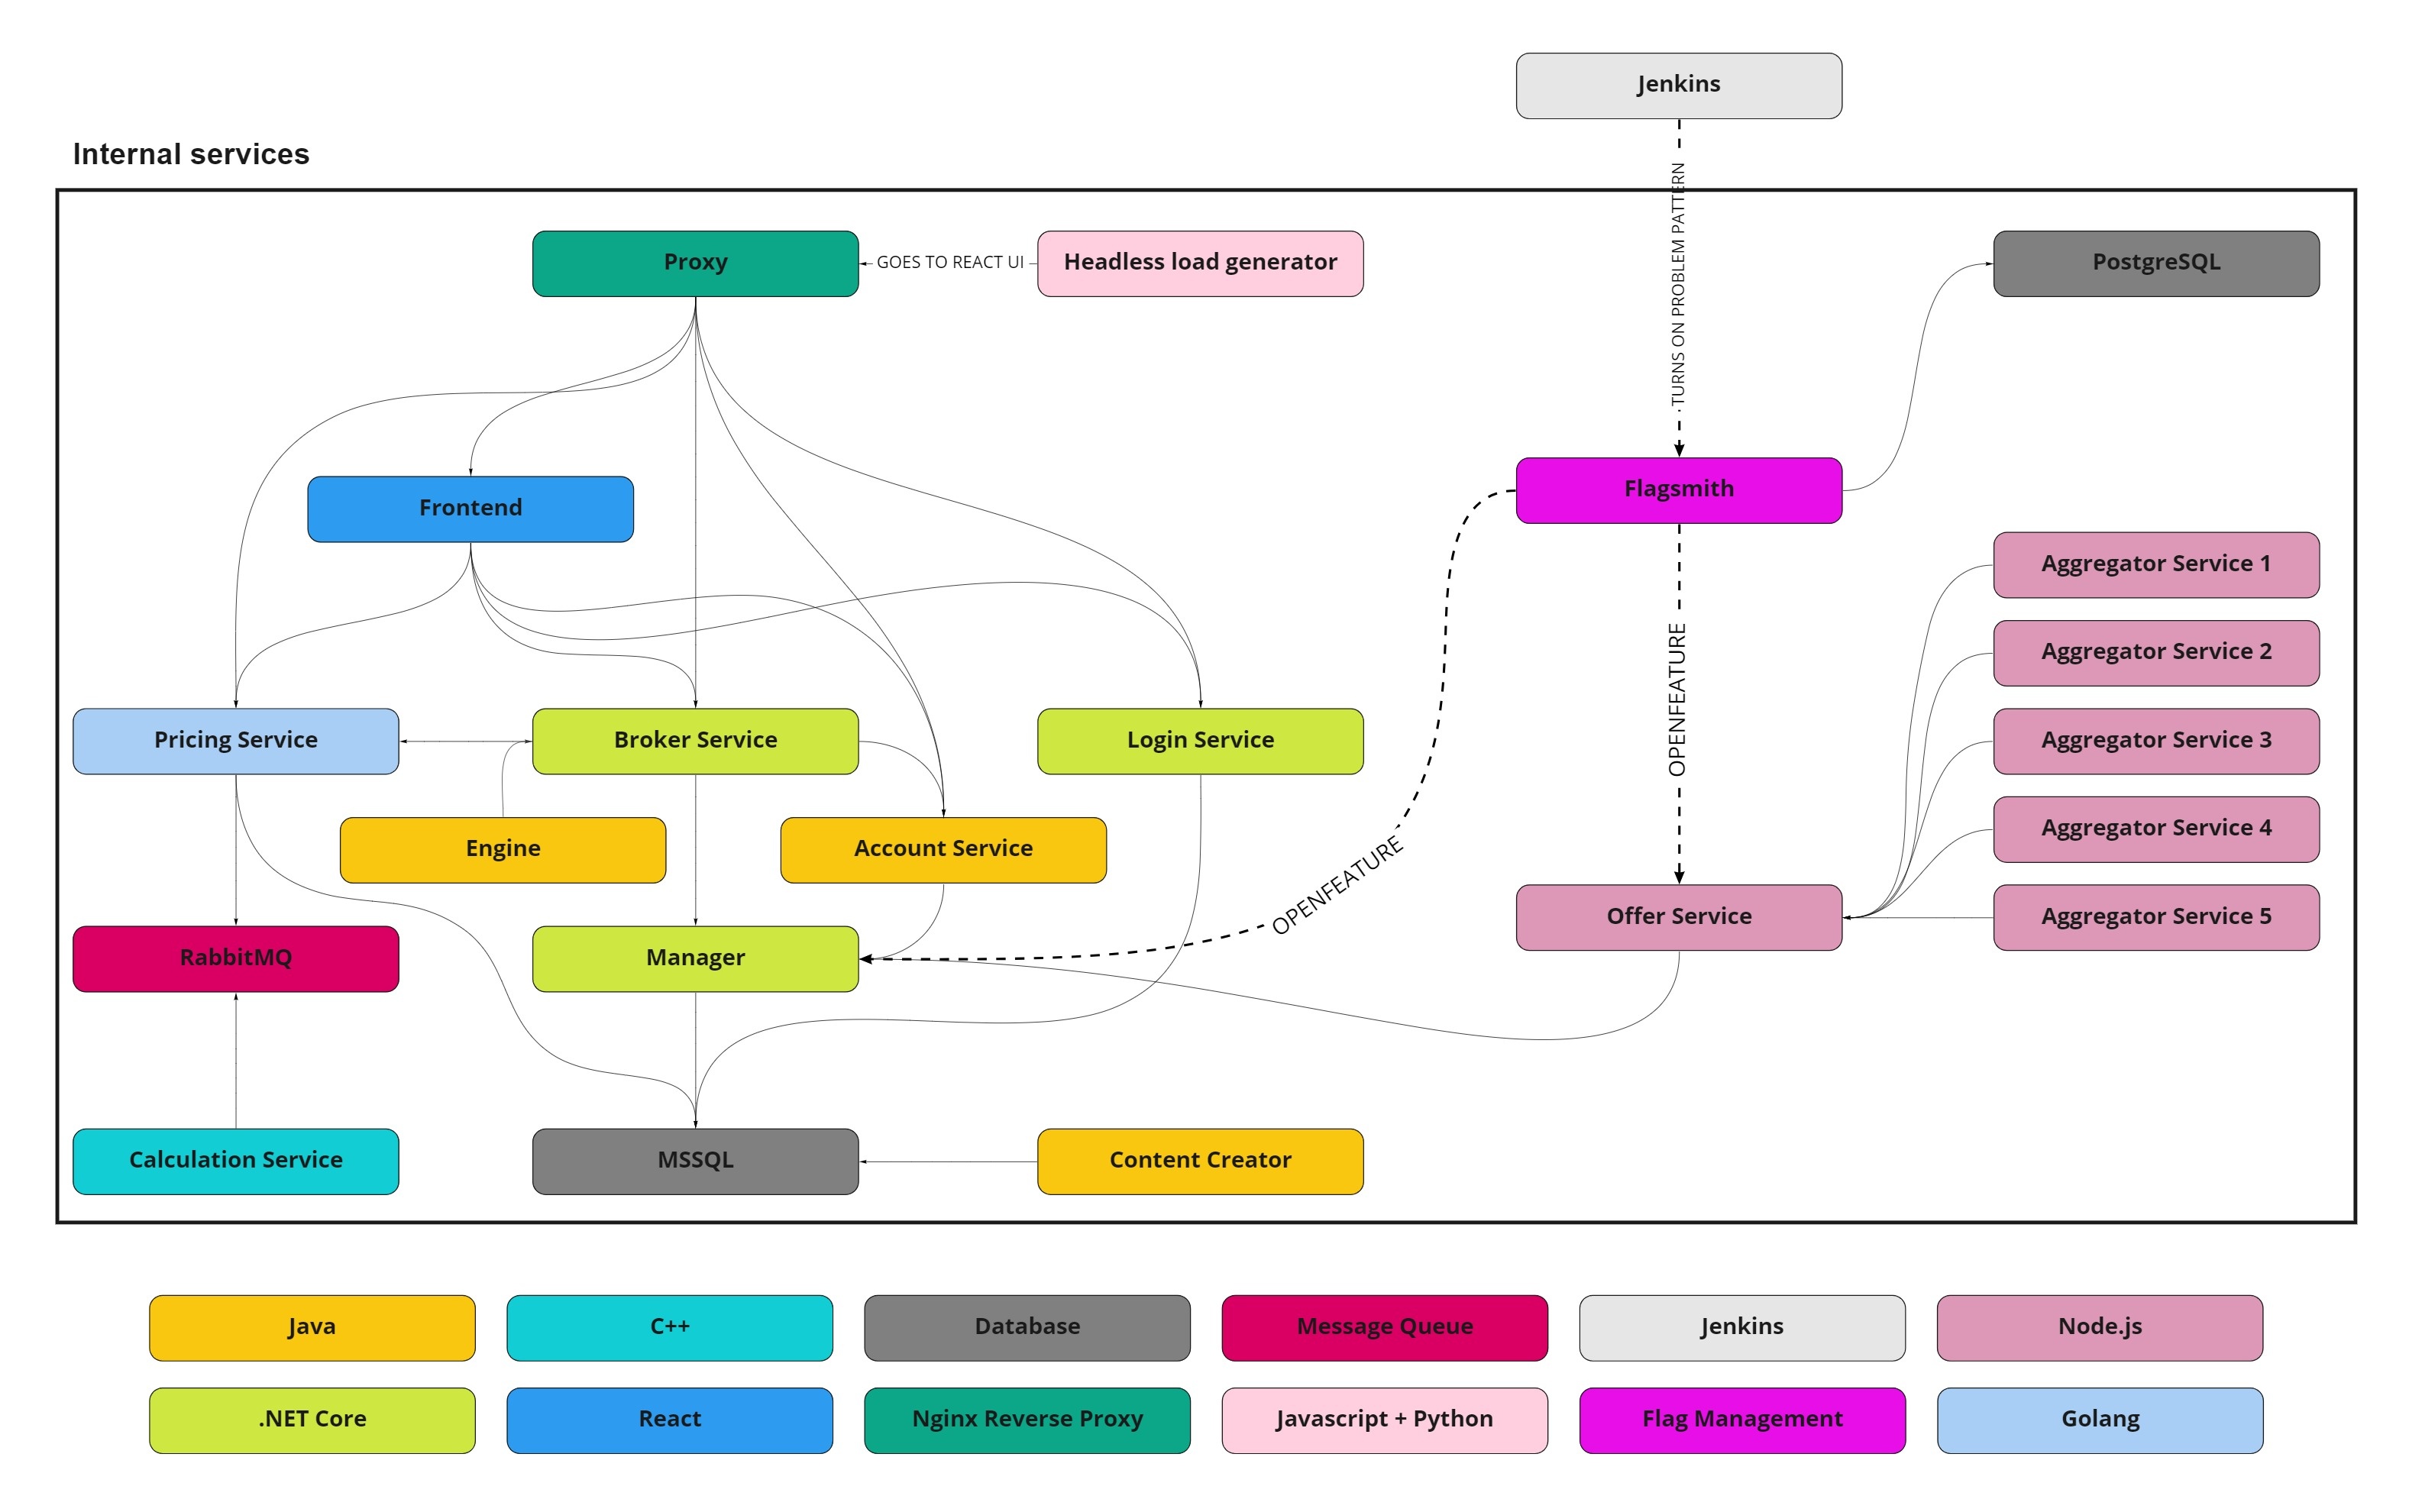 Jenkins
Internal services
TURNS ON PROBLEM PATTERN
Proxy
GOES TO REACT UI
Headless load generator
PostgreSQL
Frontend
Flagsmith
Aggregator Service 1
Aggregator Service 2
OPENFEATURE
Pricing Service
Broker Service
Login Service
Aggregator Service 3
Engine
Account Service
OPENFEATURE
Aggregator Service 4
Offer Service
Aggregator Service 5
RabbitMQ
Manager
Calculation Service
MSSQL
Content Creator
Java
C++
Database
Message Queue
Jenkins
Node.js
.NET Core
React
Nginx Reverse Proxy
Javascript + Python
Flag Management
Golang